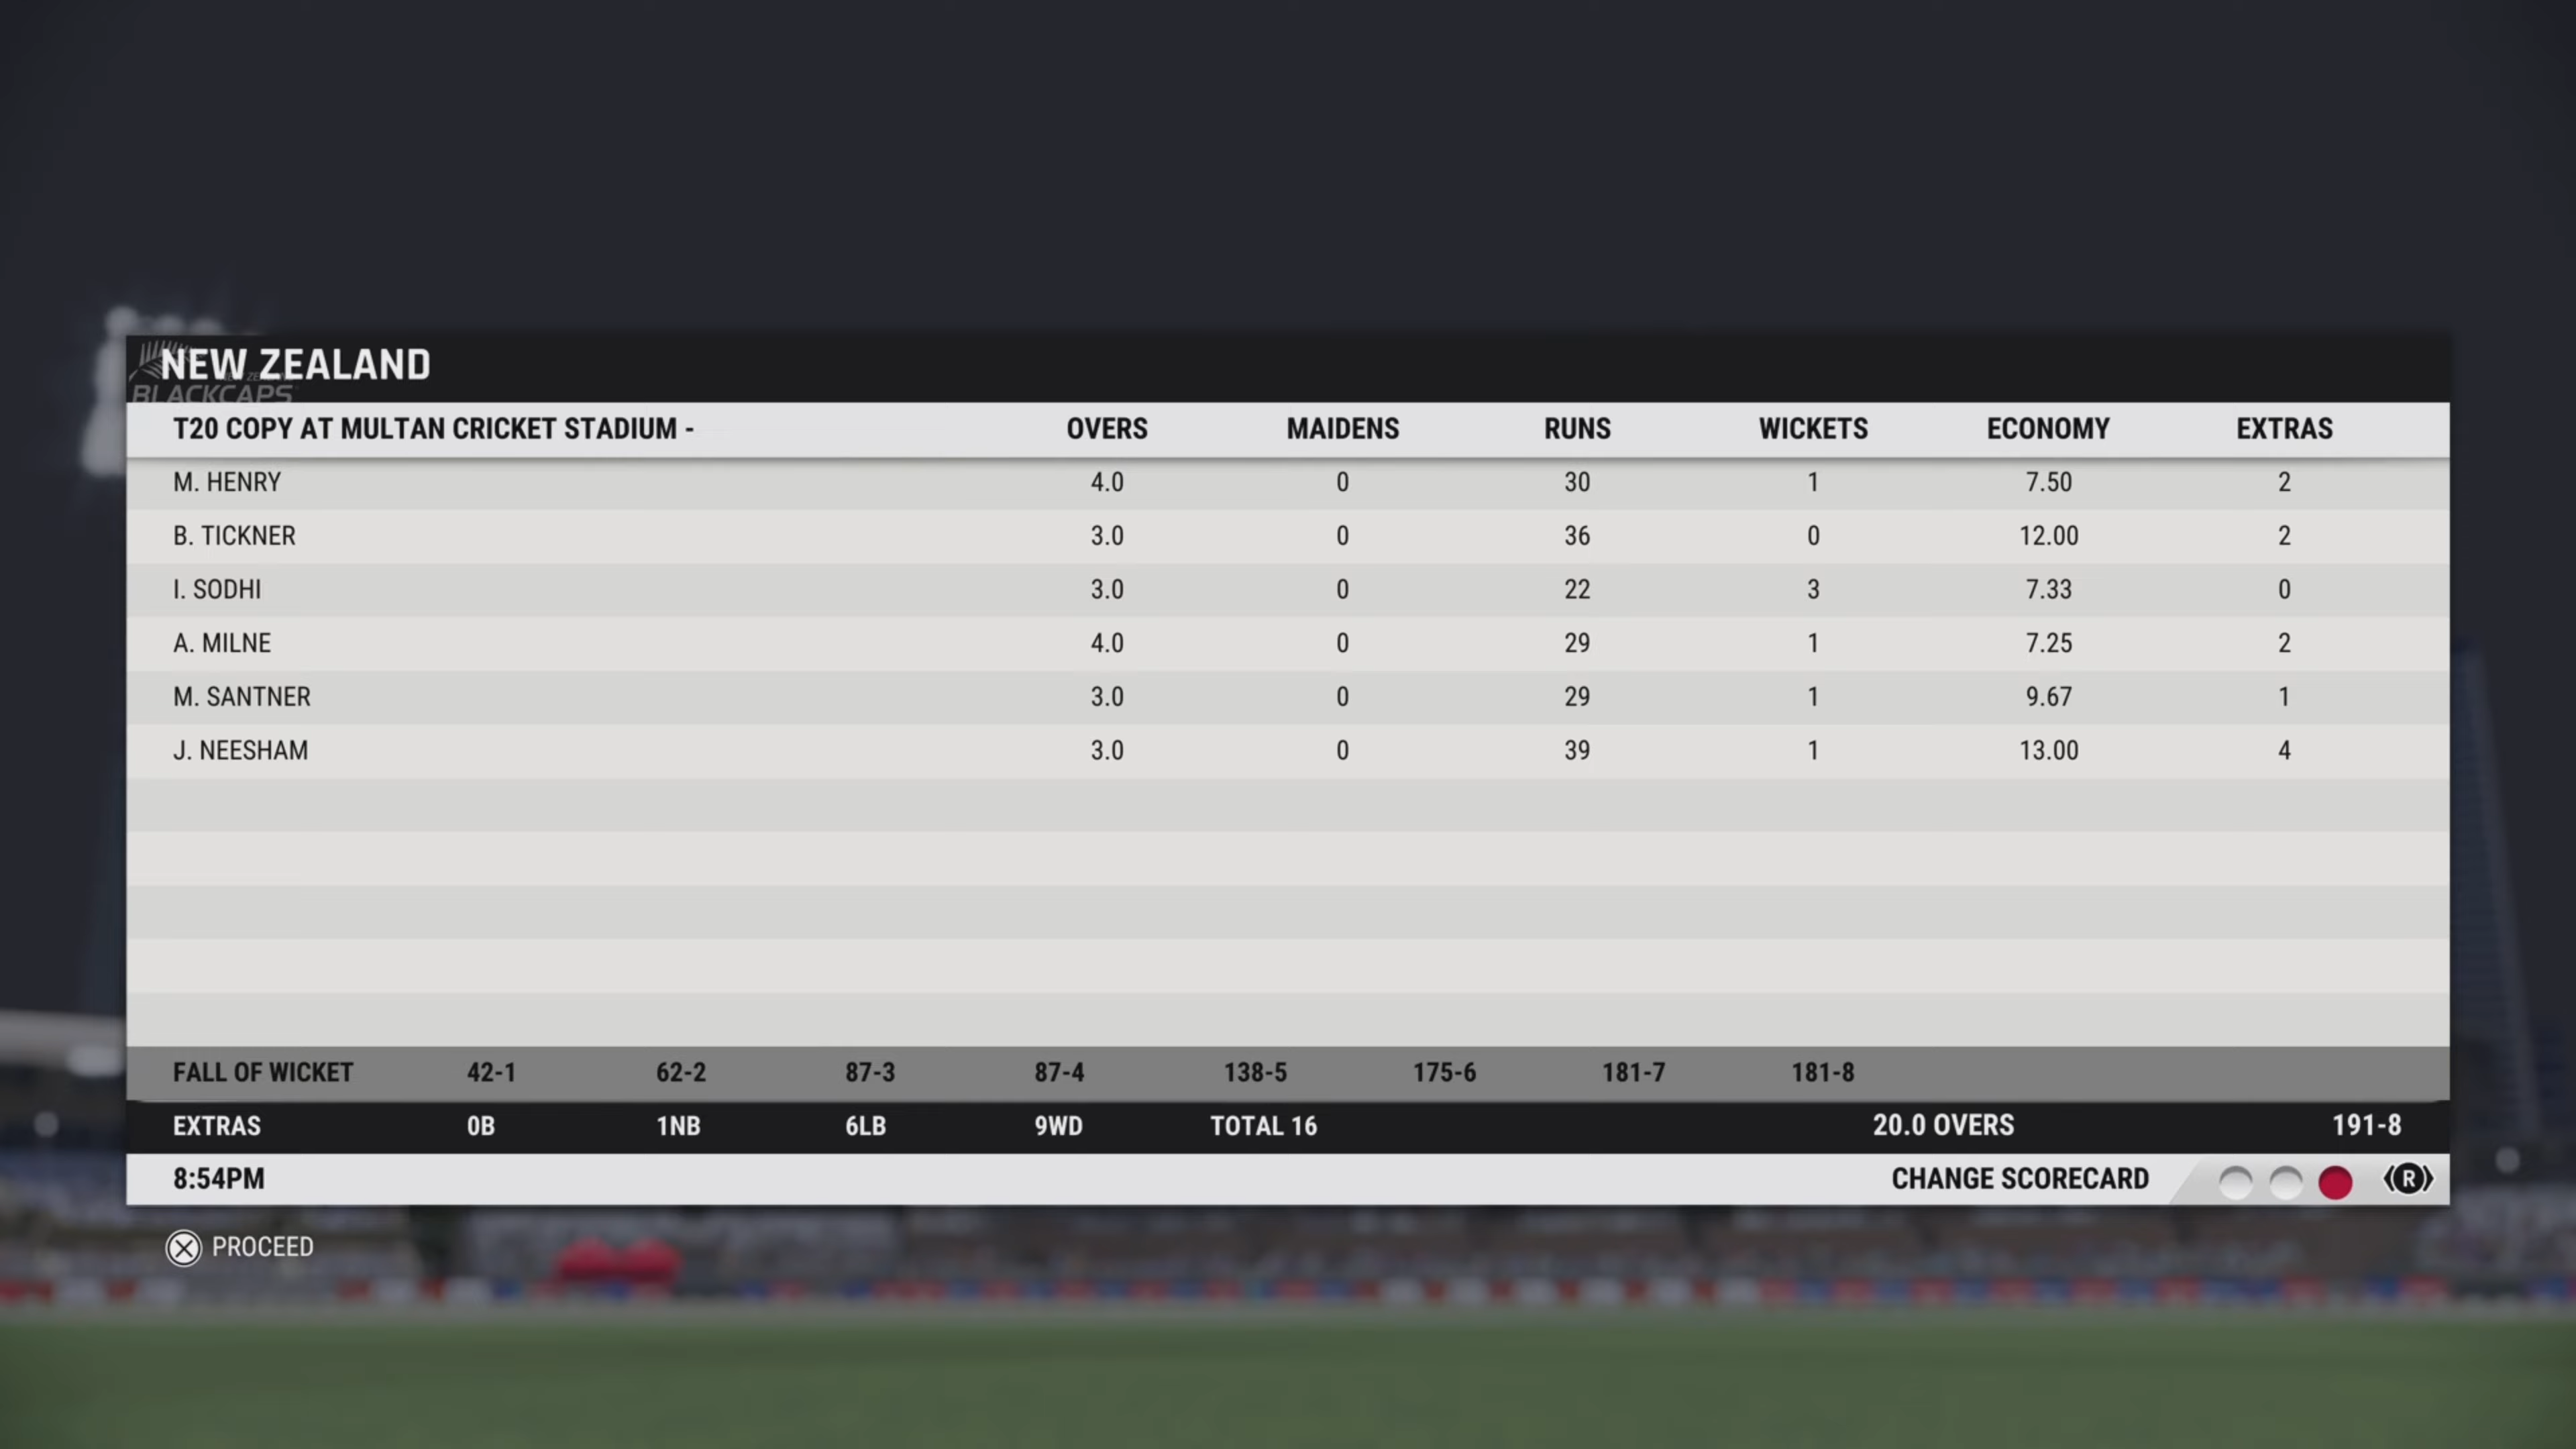 NEW ZEALAND
BLACKCAPS
T20 COPY AT MULTAN CRICKET STADIUM - OVERS MAIDENS RUNS WICKETS ECONOMY EXTRAS
M. HENRY 4.0 0 30 1 7.50 2
B. TICKNER 3.0 0 36 0 12.00 2
I. SODHI 3.0 0 22 3 7.33 0
A. MILNE 4.0 0 29 1 7.25 2
M. SANTNER 3.0 0 29 1 9.67 1
J. NEESHAM 3.0 0 39 1 13.00 4
FALL OF WICKET 42-1 62-2 87-3 87-4 138-5 175-6 181-7 181-8
EXTRAS 0B 1NB 6LB 9WD TOTAL 16 20.0 OVERS 191-8
8:54PM CHANGE SCORECARD R
PROCEED